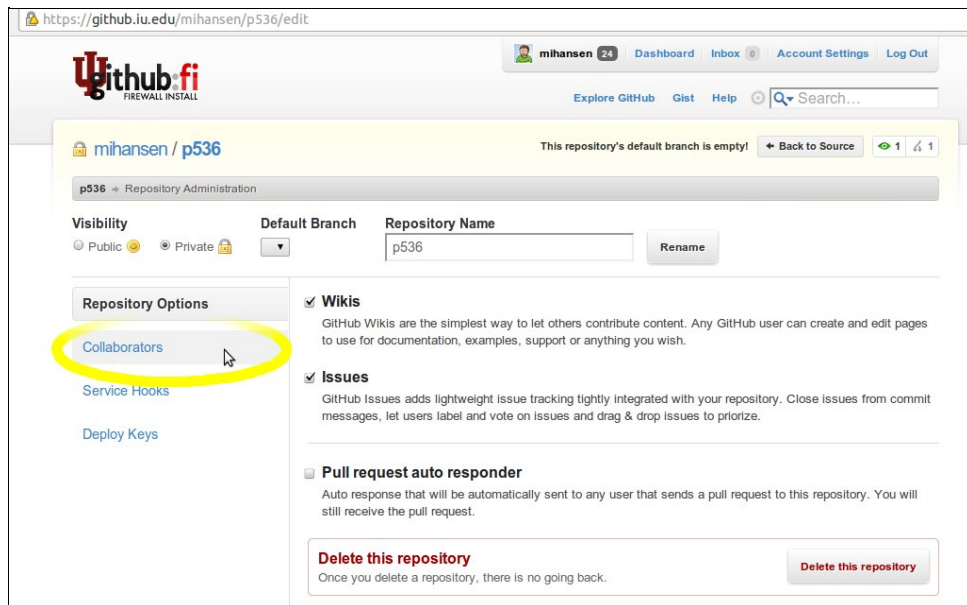 https://github.iu.edu/mihansen/p536/edit
mihansen 24 Dashboard Inbox 0 Account Settings Log Out
github:fi
FIREWALL INSTALL
Explore GitHub Gist Help Search...
mihansen / p536
This repository's default branch is empty! Back to Source 1 1
p536 Repository Administration
Visibility Default Branch Repository Name
Public Private p536 Rename
Repository Options
Collaborators
Service Hooks
Deploy Keys
Wikis
GitHub Wikis are the simplest way to let others contribute content. Any GitHub user can create and edit pages
to use for documentation, examples, support or anything you wish.
Issues
GitHub Issues adds lightweight issue tracking tightly integrated with your repository. Close issues from commit
messages, let users label and vote on issues and drag & drop issues to priorize.
Pull request auto responder
Auto response that will be automatically sent to any user that sends a pull request to this repository. You will
still receive the pull request.
Delete this repository
Once you delete a repository, there is no going back.
Delete this repository